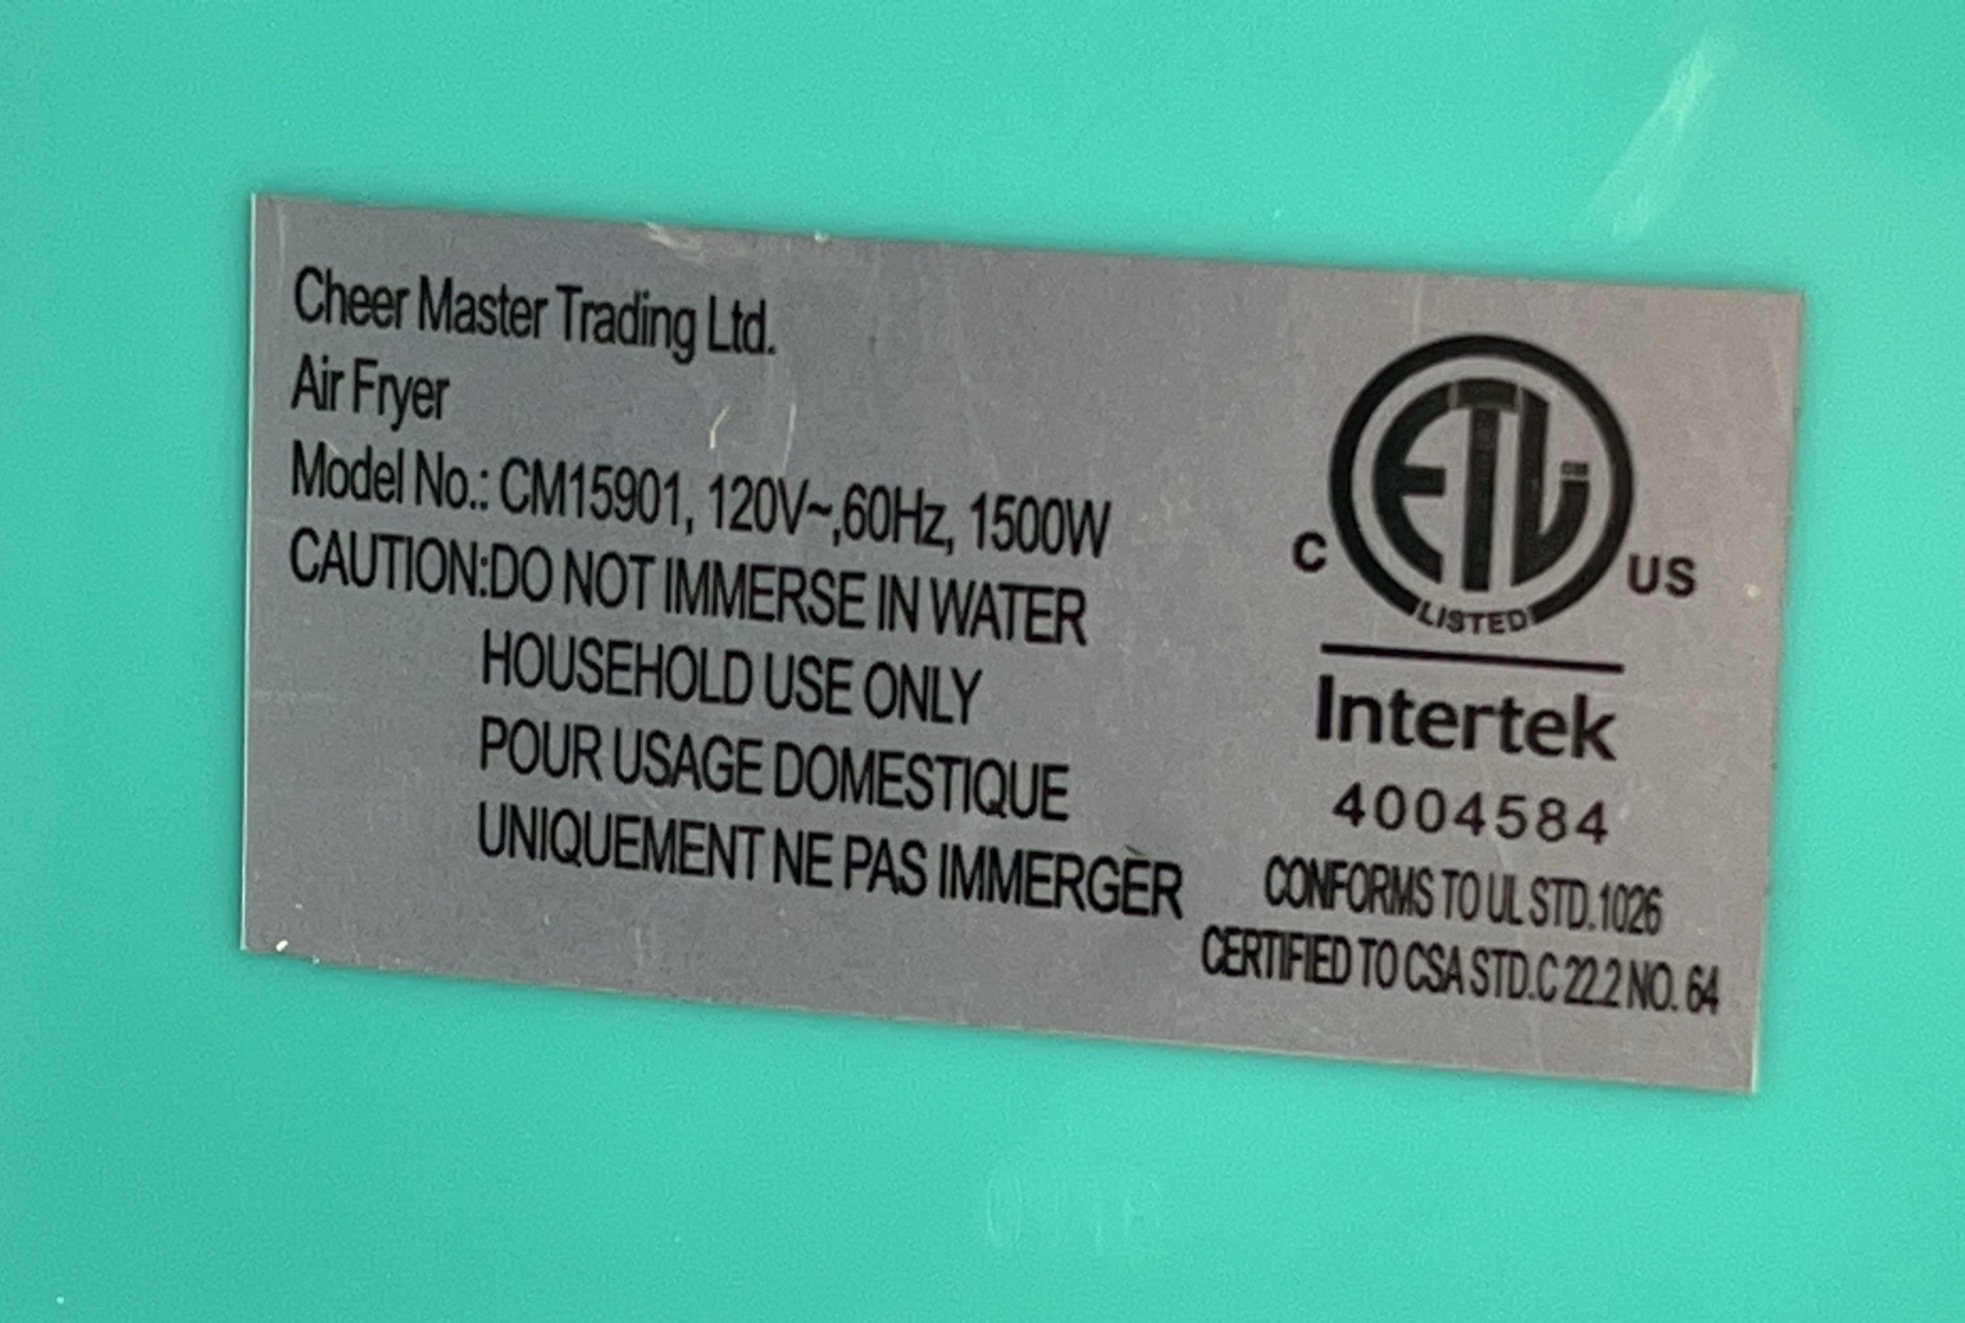 Cheer Master Trading Ltd.
Air Fryer
Model No.: CM15901, 120V~,60Hz, 1500W
CAUTION:DO NOT IMMERSE IN WATER
HOUSEHOLD USE ONLY
POUR USAGE DOMESTIQUE
UNIQUEMENT NE PAS IMMERGER
C ETL CM US
LISTED
Intertek
4004584
CONFORMS TO UL STD.1026
CERTIFIED TO CSA STD.C 22.2 NO. 64